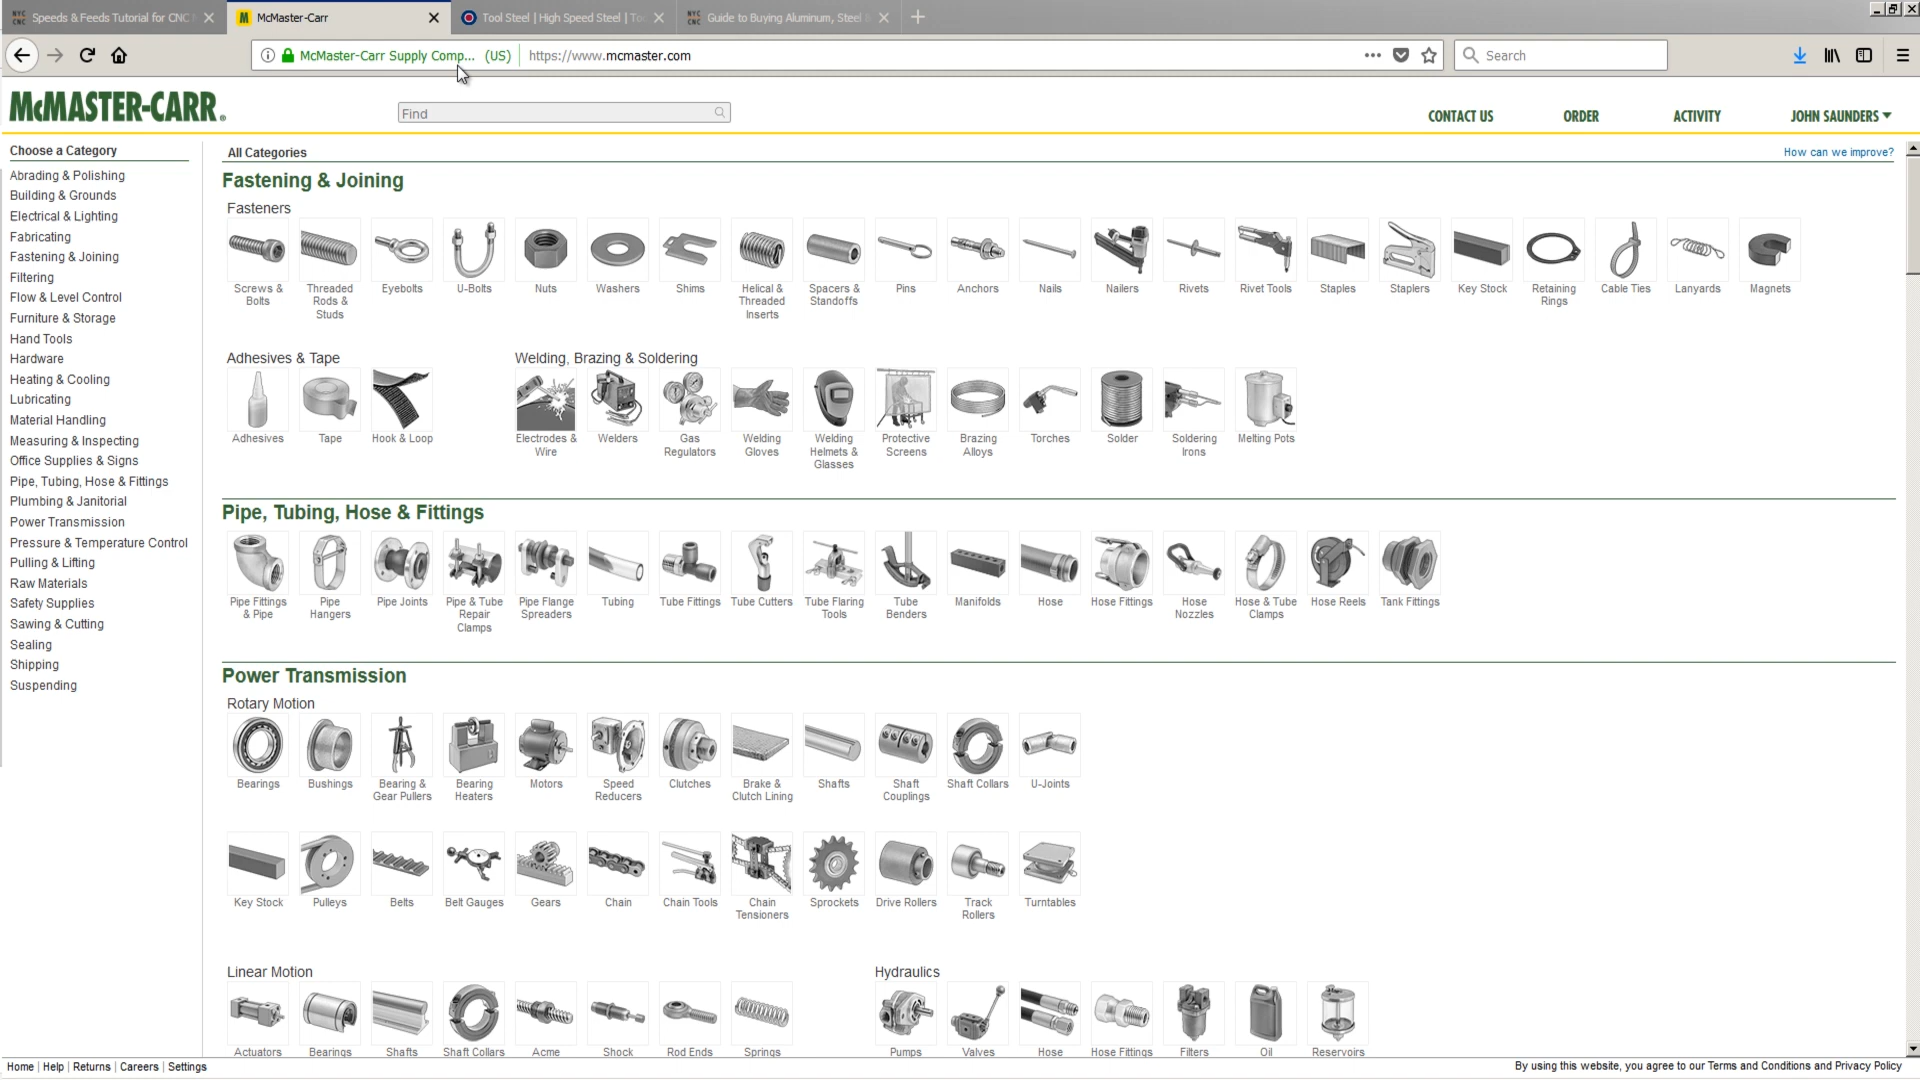 Speeds & Feeds Tutorial for CNC
McMaster-Carr
Tool Steel | High Speed Steel | To
Guide to Buying Aluminum, Steel &
McMaster-Carr Supply Comp... (US)
https://www.mcmaster.com
Search
McMASTER-CARR®
Find
CONTACT US
ORDER
ACTIVITY
JOHN SAUNDERS
Choose a Category
Abrading & Polishing
Building & Grounds
Electrical & Lighting
Fabricating
Fastening & Joining
Filtering
Flow & Level Control
Furniture & Storage
Hand Tools
Hardware
Heating & Cooling
Lubricating
Material Handling
Measuring & Inspecting
Office Supplies & Signs
Pipe, Tubing, Hose & Fittings
Plumbing & Janitorial
Power Transmission
Pressure & Temperature Control
Pulling & Lifting
Raw Materials
Safety Supplies
Sawing & Cutting
Sealing
Shipping
Suspending
All Categories
How can we improve?
Fastening & Joining
Fasteners
Screws & Bolts
Threaded Rods & Studs
Eyebolts
U-Bolts
Nuts
Washers
Shims
Helical & Threaded Inserts
Spacers & Standoffs
Pins
Anchors
Nails
Nailers
Rivets
Rivet Tools
Staples
Staplers
Key Stock
Retaining Rings
Cable Ties
Lanyards
Magnets
Adhesives & Tape
Adhesives
Tape
Hook & Loop
Welding, Brazing & Soldering
Electrodes & Wire
Welders
Gas Regulators
Welding Gloves
Welding Helmets & Glasses
Protective Screens
Brazing Alloys
Torches
Solder
Soldering Irons
Melting Pots
Pipe, Tubing, Hose & Fittings
Pipe Fittings & Pipe
Pipe Hangers
Pipe Joints
Pipe & Tube Repair Clamps
Pipe Flange Spreaders
Tubing
Tube Fittings
Tube Cutters
Tube Flaring Tools
Tube Benders
Manifolds
Hose
Hose Fittings
Hose Nozzles
Hose & Tube Clamps
Hose Reels
Tank Fittings
Power Transmission
Rotary Motion
Bearings
Bushings
Bearing & Gear Pullers
Bearing Heaters
Motors
Speed Reducers
Clutches
Brake & Clutch Lining
Shafts
Shaft Couplings
Shaft Collars
U-Joints
Key Stock
Pulleys
Belts
Belt Gauges
Gears
Chain
Chain Tools
Chain Tensioners
Sprockets
Drive Rollers
Track Rollers
Turntables
Linear Motion
Actuators
Bearings
Shafts
Shaft Collars
Acme
Shock
Rod Ends
Springs
Hydraulics
Pumps
Valves
Hose
Hose Fittings
Filters
Oil
Reservoirs
Home | Help | Returns | Careers | Settings
By using this website, you agree to our Terms and Conditions and Privacy Policy